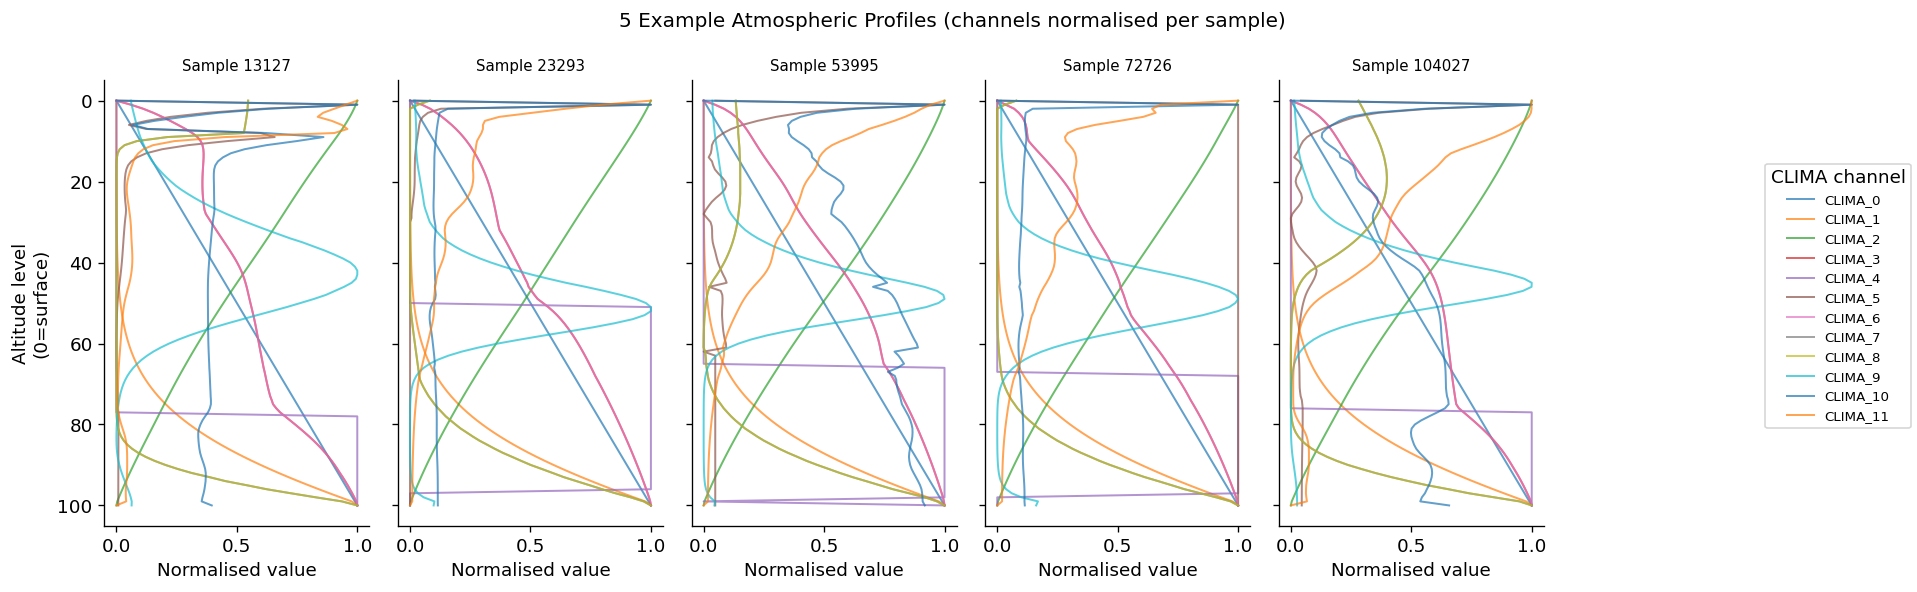 5 Example Atmospheric Profiles (channels normalised per sample)
Sample 13127
Sample 23293
Sample 53995
Sample 72726
Sample 104027
Altitude level
(0=surface)
0
20
40
60
80
100
0.0 0.5 1.0
0.0 0.5 1.0
0.0 0.5 1.0
0.0 0.5 1.0
0.0 0.5 1.0
Normalised value
Normalised value
Normalised value
Normalised value
Normalised value
CLIMA channel
CLIMA_0
CLIMA_1
CLIMA_2
CLIMA_3
CLIMA_4
CLIMA_5
CLIMA_6
CLIMA_7
CLIMA_8
CLIMA_9
CLIMA_10
CLIMA_11